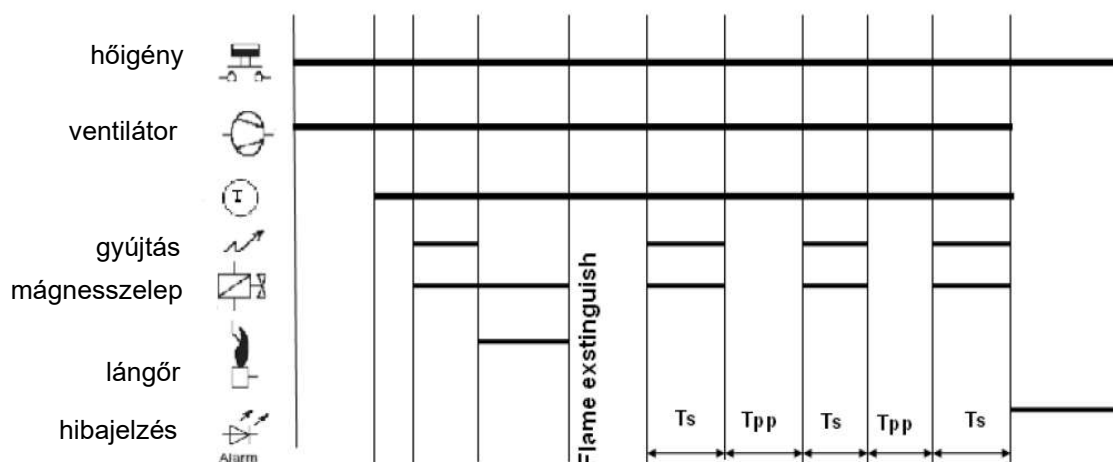 hőigény
ventilátor
I
gyújtás
mágnesszelep
lángőr
hibajelzés
Alarm
Flame exstinguish
Ts Tpp Ts Tpp Ts